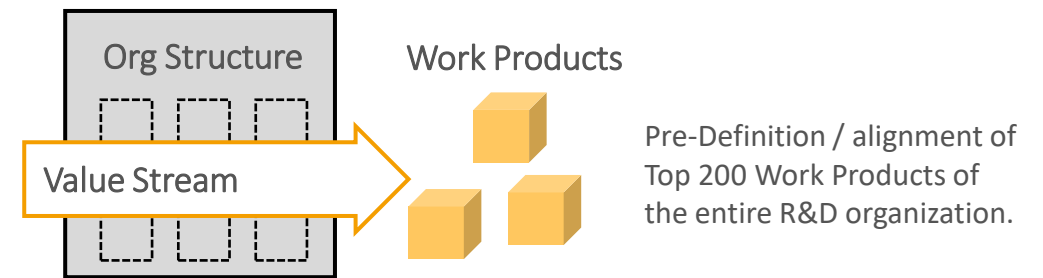 Org Structure
Work Products
Value Stream
Pre-Definition / alignment of
Top 200 Work Products of
the entire R&D organization.